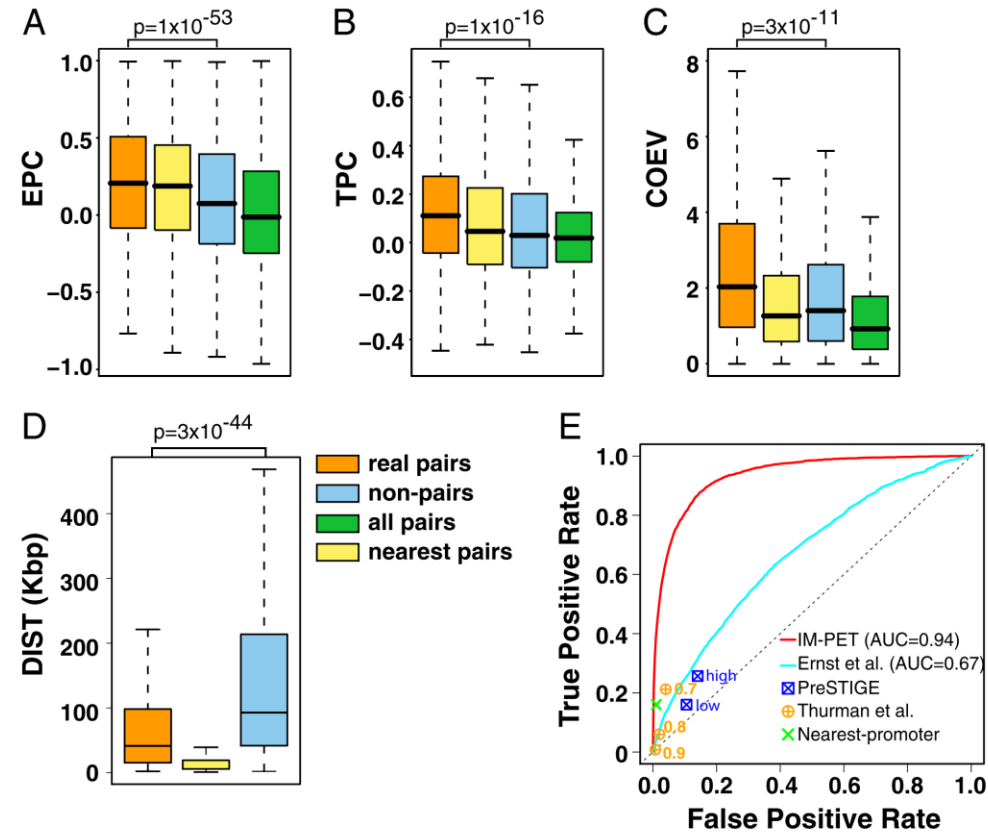 A
p=1x10-53
EPC
1.0
0.5
0.0
−0.5
−1.0
B
p=1x10-16
TPC
0.6
0.4
0.2
0.0
−0.2
−0.4
C
p=3x10-11
COEV
8
6
4
2
0
D
p=3x10-44
DIST (Kbp)
400
300
200
100
0
real pairs
non-pairs
all pairs
nearest pairs
E
True Positive Rate
1.0
0.8
0.6
0.4
0.2
0
IM-PET (AUC=0.94)
Ernst et al. (AUC=0.67)
PreSTIGE
Thurman et al.
Nearest-promoter
high
0.7
low
0.8
0.9
0.0 0.2 0.4 0.6 0.8 1.0
False Positive Rate